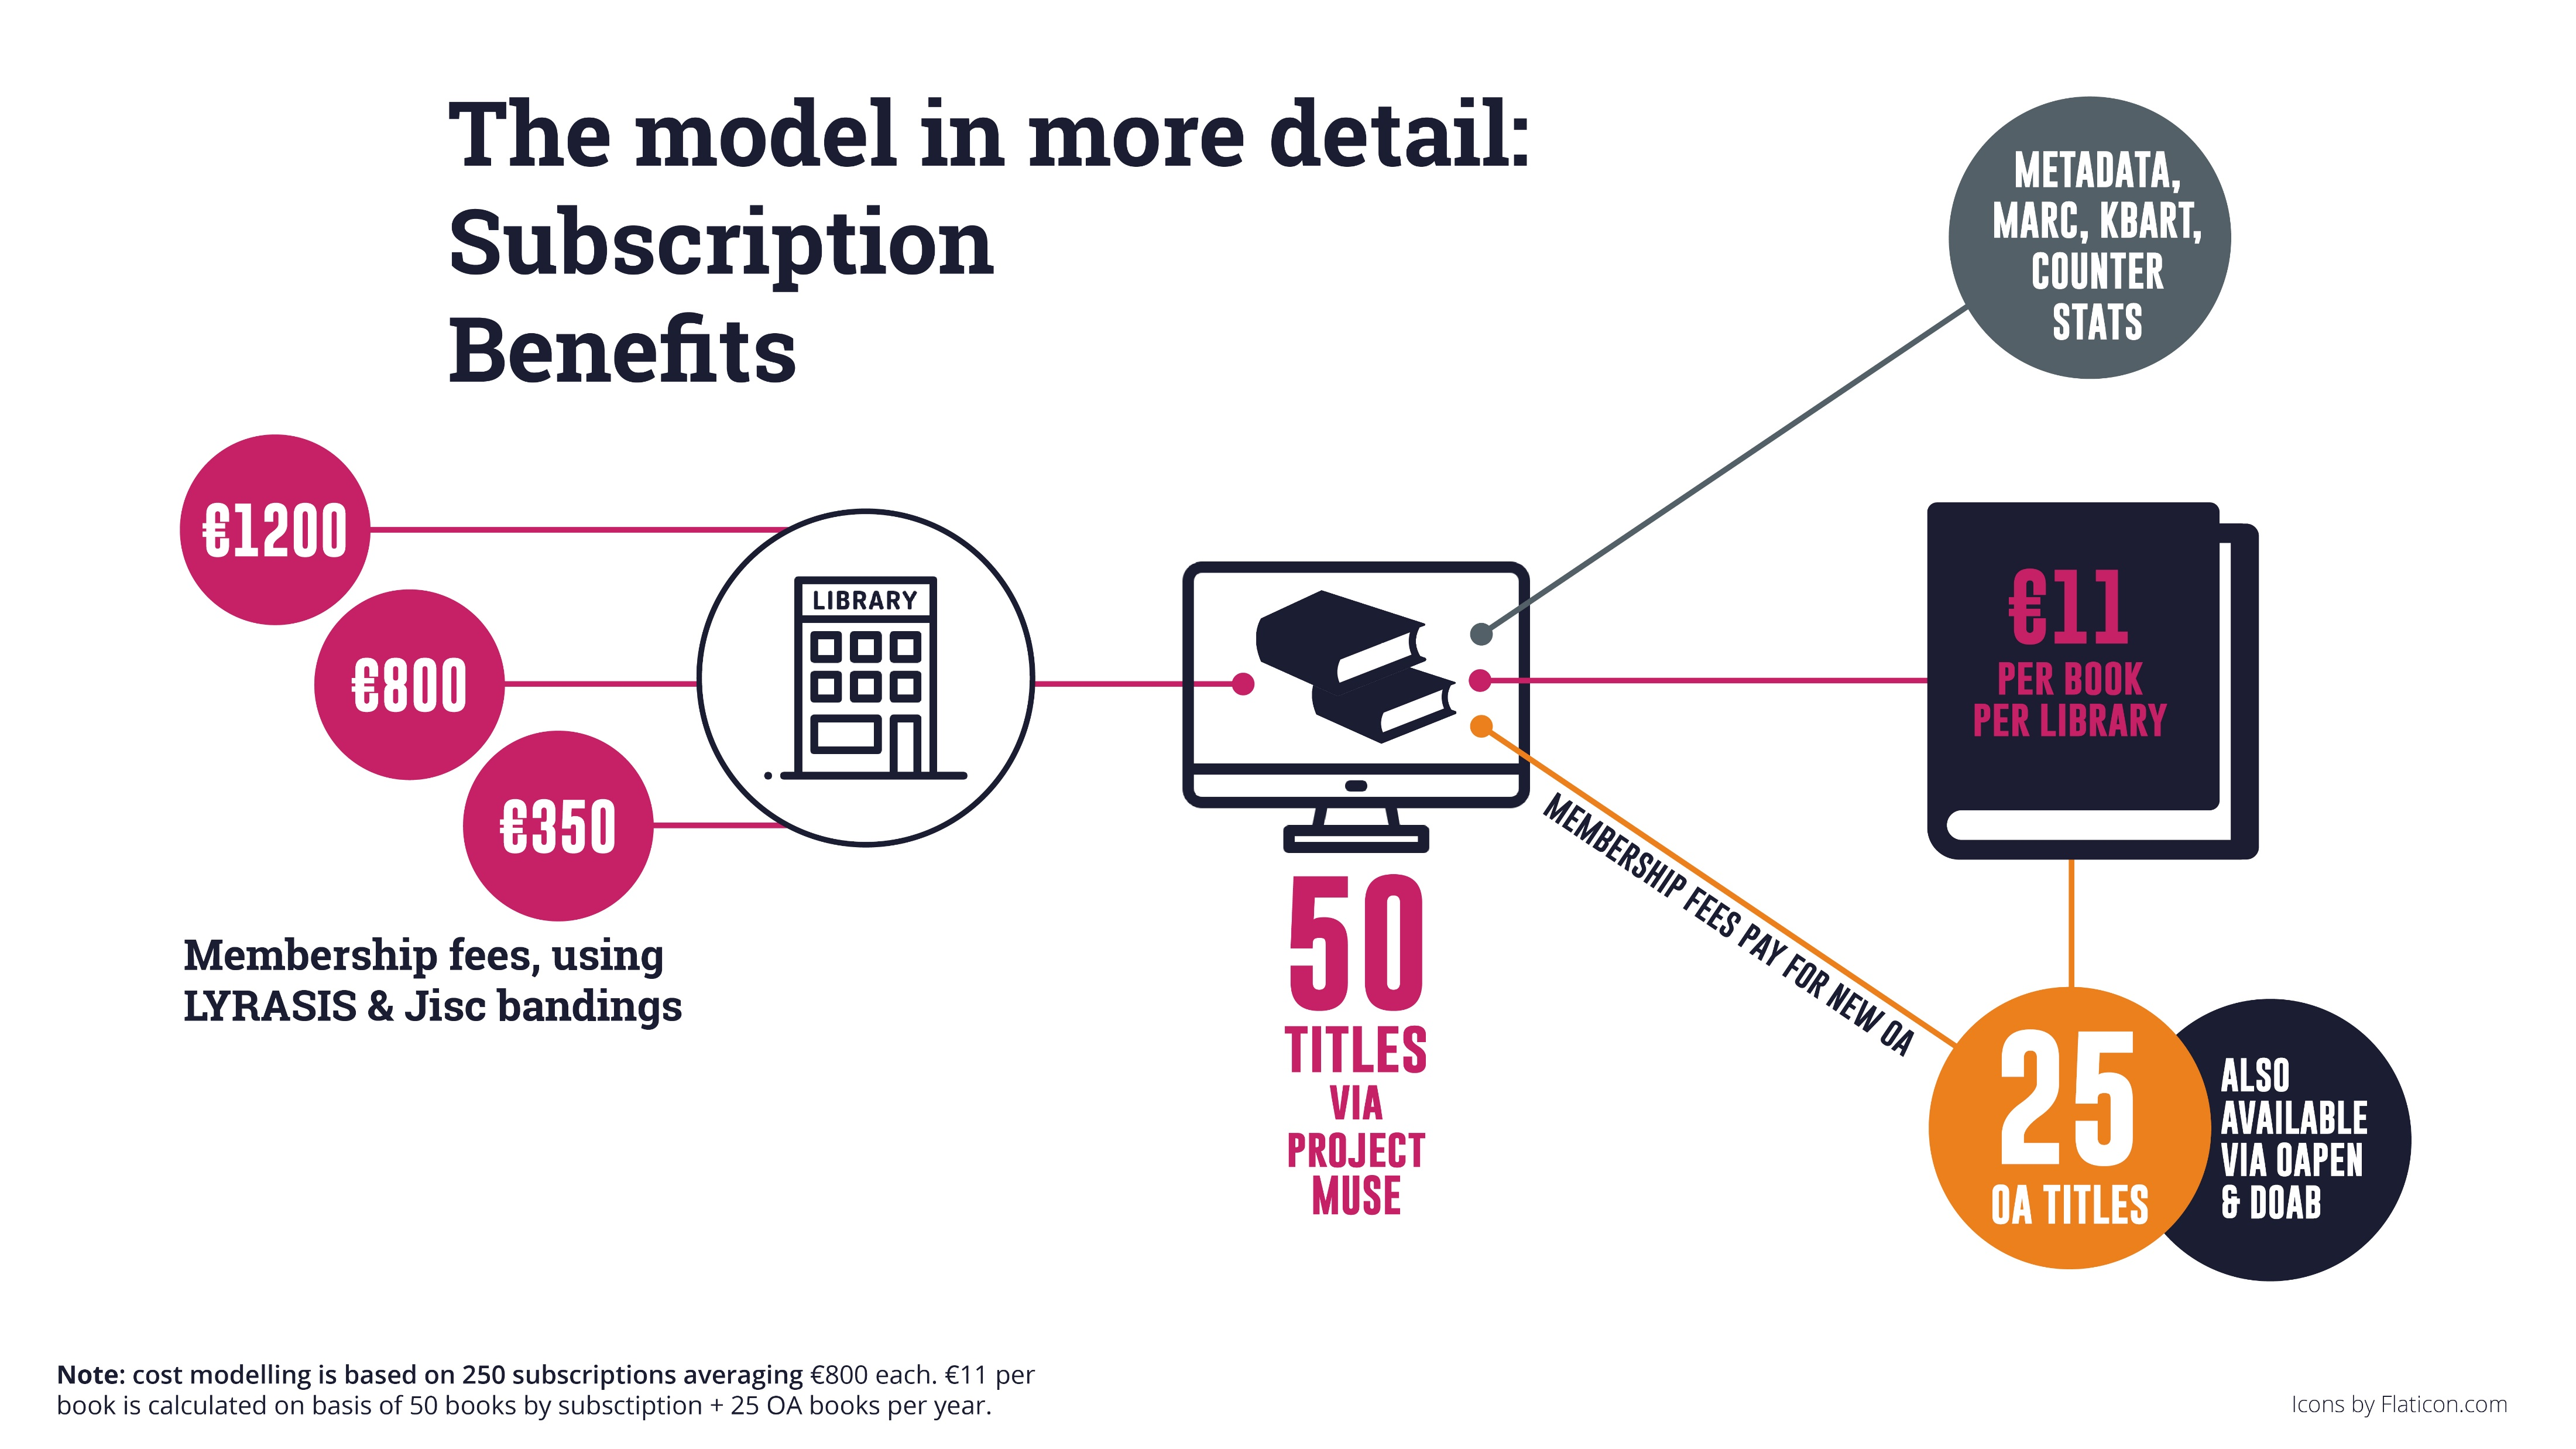 The model in more detail:
Subscription
Benefits
METADATA,
MARC, KBART,
COUNTER
STATS
€1200
€800
€350
Membership fees, using
LYRASIS & Jisc bandings
LIBRARY
50
TITLES
VIA
PROJECT
MUSE
€11
PER BOOK
PER LIBRARY
MEMBERSHIP FEES PAY FOR NEW OA
25
OA TITLES
ALSO
AVAILABLE
VIA OAPEN
& DOAB
Note: cost modelling is based on 250 subscriptions averaging €800 each. €11 per
book is calculated on basis of 50 books by subsctiption + 25 OA books per year.
Icons by Flaticon.com